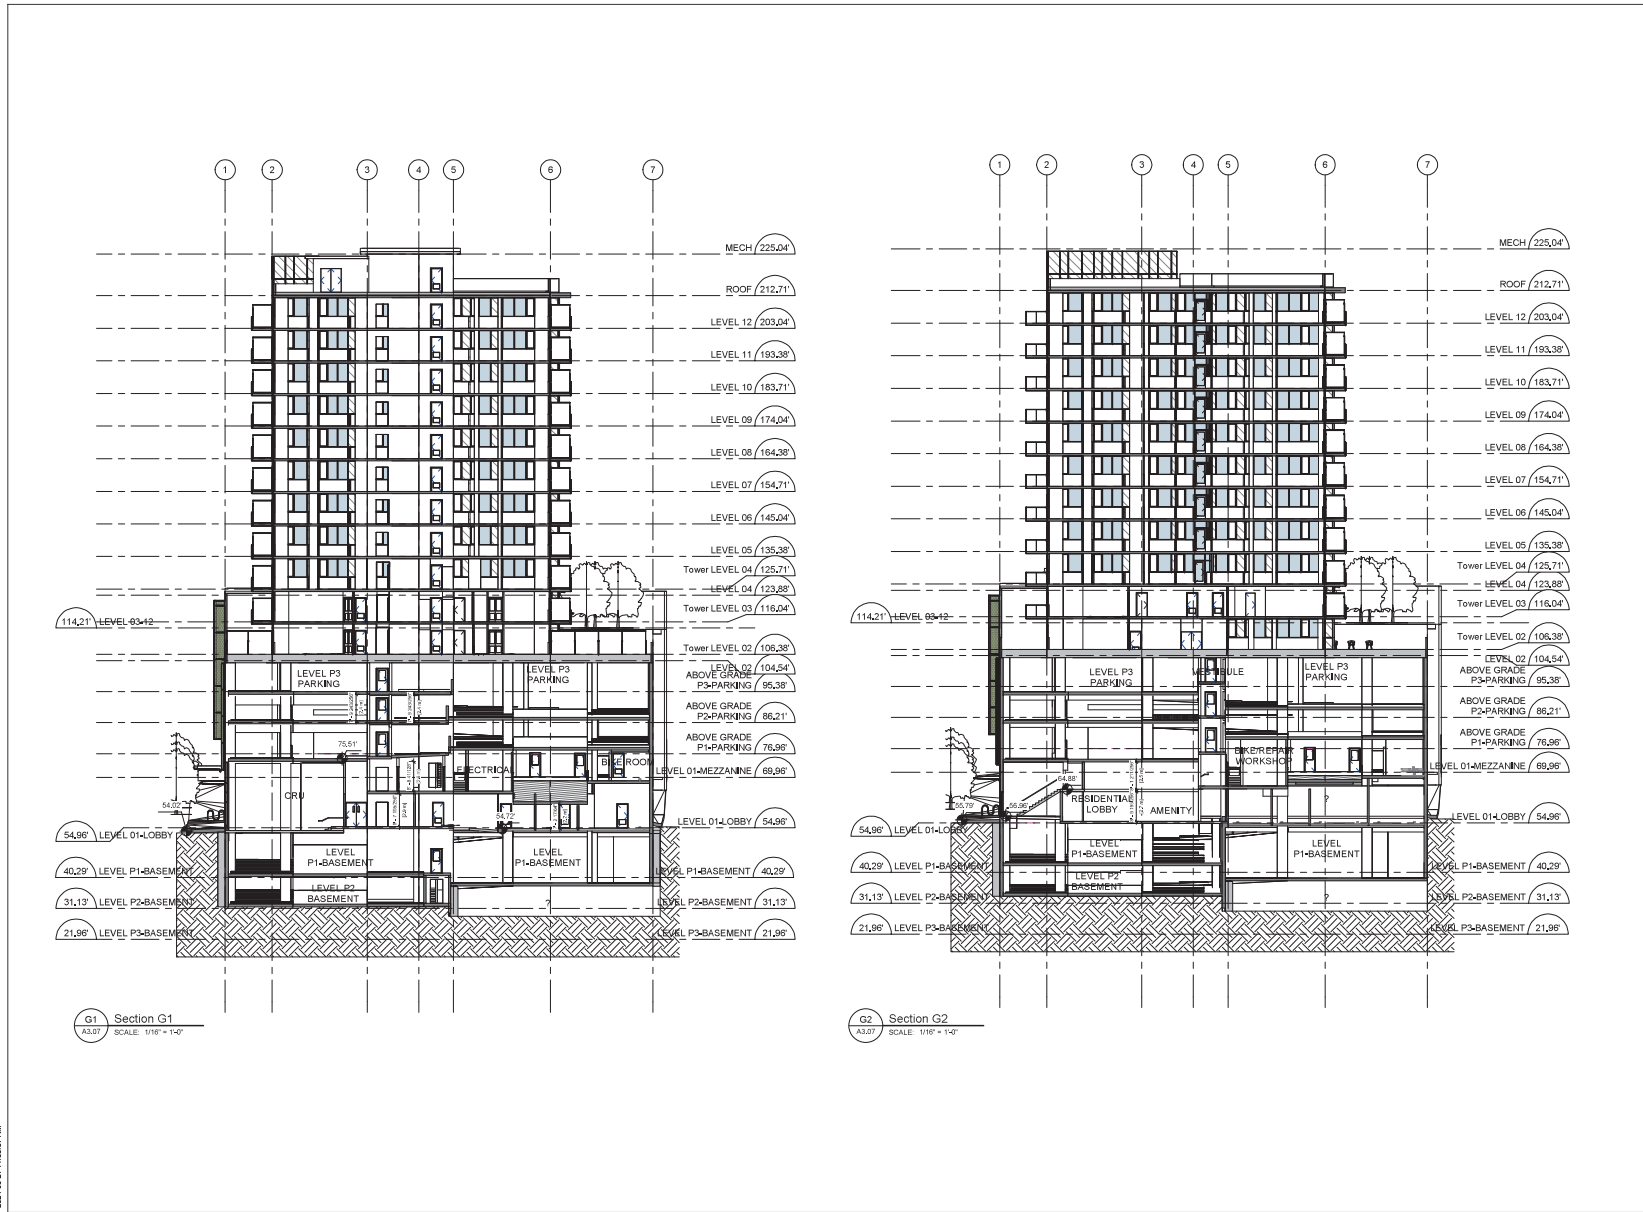 1 2 3 4 5 6 7
MECH 225.04'
ROOF 212.71'
LEVEL 12 203.04'
LEVEL 11 193.38'
LEVEL 10 183.71'
LEVEL 09 174.04'
LEVEL 08 164.38'
LEVEL 07 154.71'
LEVEL 06 145.04'
LEVEL 05 135.38'
Tower LEVEL 04 125.71'
LEVEL 04 123.88'
Tower LEVEL 03 116.04'
114.21' LEVEL 03-12
Tower LEVEL 02 106.38'
LEVEL 02 104.54'
ABOVE GRADE
P3-PARKING 95.38'
ABOVE GRADE
P2-PARKING 86.21'
ABOVE GRADE
P1-PARKING 76.96'
LEVEL 01-MEZZANINE 69.96'
LEVEL 01-LOBBY 54.96'
54.96' LEVEL 01-LOBBY
40.29' LEVEL P1-BASEMENT
LEVEL P1-BASEMENT 40.29'
31.13' LEVEL P2-BASEMENT
LEVEL P2-BASEMENT 31.13'
21.96' LEVEL P3-BASEMENT
LEVEL P3-BASEMENT 21.96'
LEVEL P3
PARKING
LEVEL P3
PARKING
75.51'
ELECTRICAL
BIKE ROOM
CRU
54.02'
54.72'
LEVEL
P1-BASEMENT
LEVEL
P1-BASEMENT
LEVEL P2
BASEMENT
?
G1 Section G1
A3.07 SCALE: 1/16" = 1'-0"
1 2 3 4 5 6 7
MECH 225.04'
ROOF 212.71'
LEVEL 12 203.04'
LEVEL 11 193.38'
LEVEL 10 183.71'
LEVEL 09 174.04'
LEVEL 08 164.38'
LEVEL 07 154.71'
LEVEL 06 145.04'
LEVEL 05 135.38'
Tower LEVEL 04 125.71'
LEVEL 04 123.88'
Tower LEVEL 03 116.04'
114.21' LEVEL 03-12
Tower LEVEL 02 106.38'
LEVEL 02 104.54'
ABOVE GRADE
P3-PARKING 95.38'
ABOVE GRADE
P2-PARKING 86.21'
ABOVE GRADE
P1-PARKING 76.96'
LEVEL 01-MEZZANINE 69.96'
LEVEL 01-LOBBY 54.96'
54.96' LEVEL 01-LOBBY
40.29' LEVEL P1-BASEMENT
LEVEL P1-BASEMENT 40.29'
31.13' LEVEL P2-BASEMENT
LEVEL P2-BASEMENT 31.13'
21.96' LEVEL P3-BASEMENT
LEVEL P3-BASEMENT 21.96'
LEVEL P3
PARKING
VESTIBULE
LEVEL P3
PARKING
BIKE/REPAIR
WORKSHOP
64.88'
55.79'
56.96'
RESIDENTIAL
LOBBY
AMENITY
?
LEVEL
P1-BASEMENT
LEVEL
P1-BASEMENT
LEVEL P2
BASEMENT
?
G2 Section G2
A3.07 SCALE: 1/16" = 1'-0"